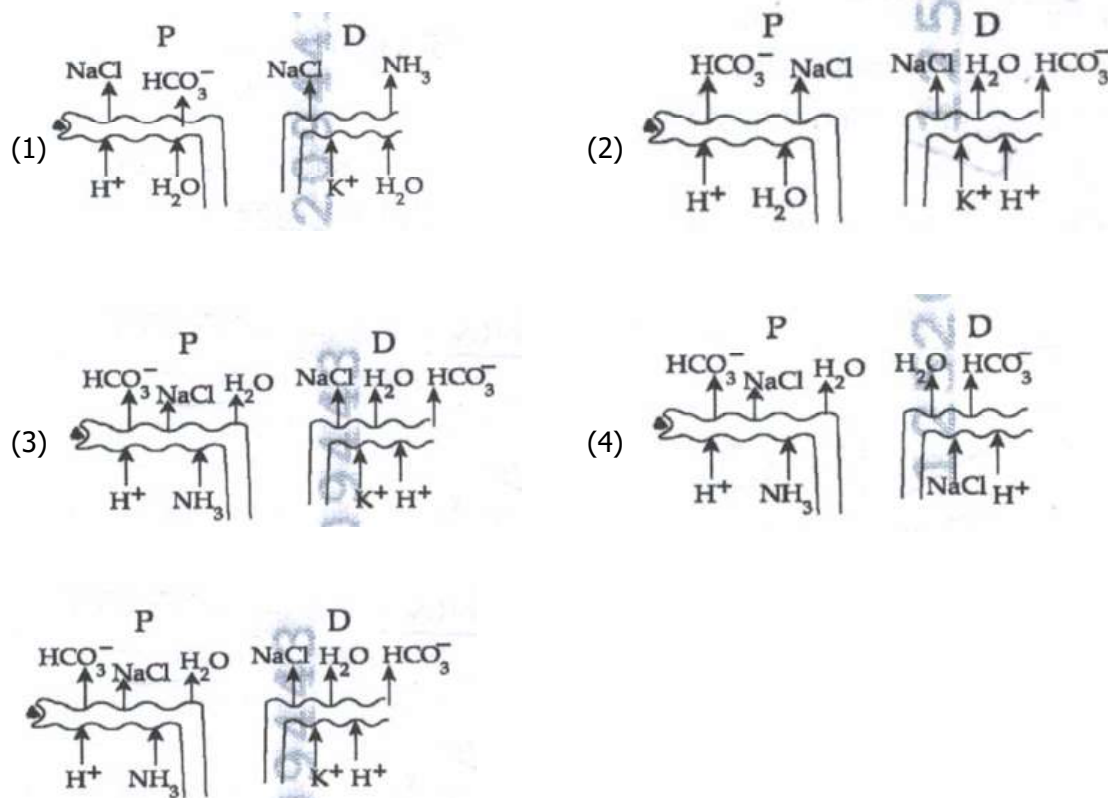 P D
NaCl HCO₃⁻ NaCl NH₃
(1)
H⁺ H₂O K⁺ H₂O
P D
HCO₃⁻ NaCl NaCl H₂O HCO₃⁻
(2)
H⁺ H₂O K⁺ H⁺
P D
HCO₃⁻ NaCl H₂O NaCl H₂O HCO₃⁻
(3)
H⁺ NH₃ K⁺ H⁺
P D
HCO₃⁻ NaCl H₂O H₂O HCO₃⁻
(4)
H⁺ NH₃ NaCl H⁺
P D
HCO₃⁻ NaCl H₂O NaCl H₂O HCO₃⁻
H⁺ NH₃ K⁺ H⁺